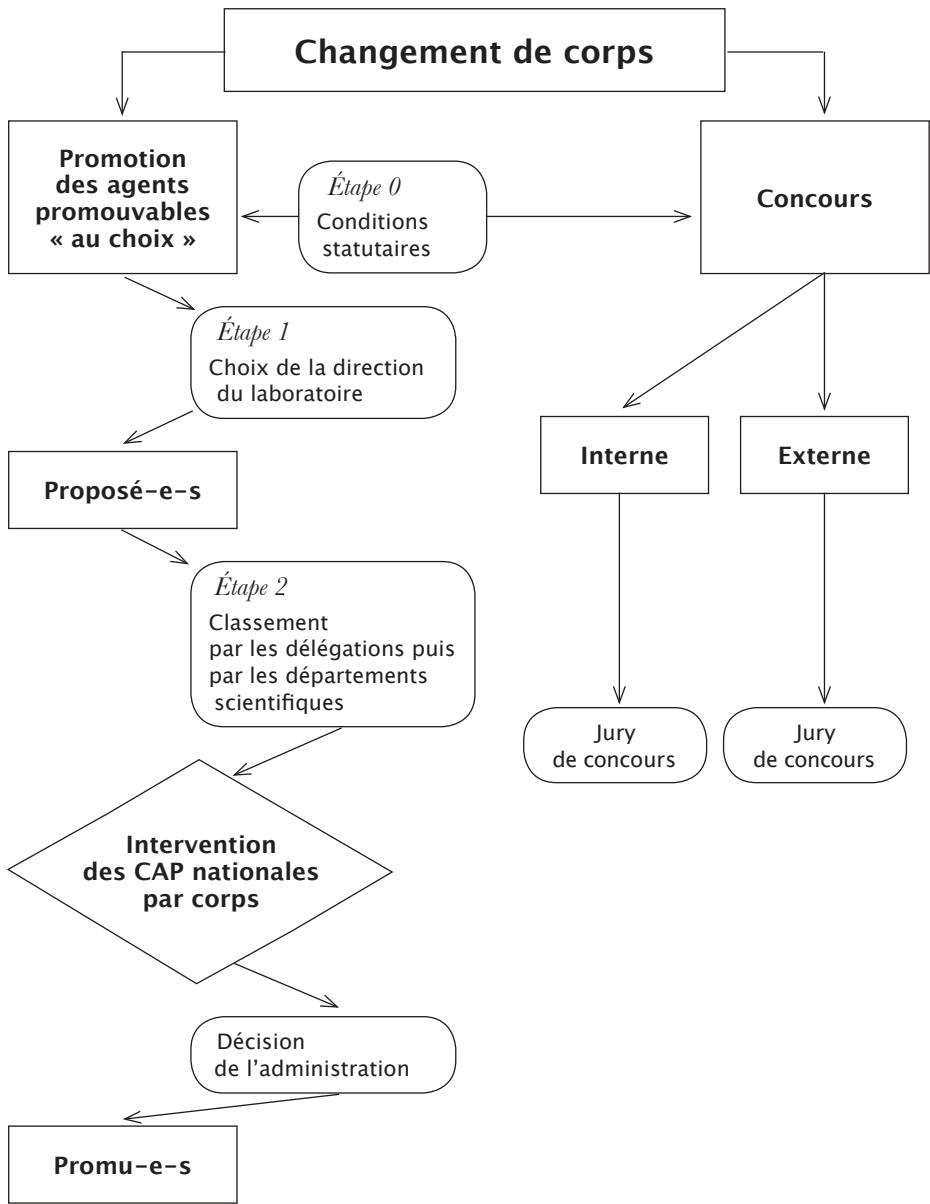 Changement de corps
Promotion
des agents
promouvables
« au choix »
Étape 0
Conditions
statutaires
Concours
Étape 1
Choix de la direction
du laboratoire
Interne
Externe
Proposé-e-s
Étape 2
Classement
par les délégations puis
par les départements
scientifiques
Jury
de concours
Jury
de concours
Intervention
des CAP nationales
par corps
Décision
de l'administration
Promu-e-s